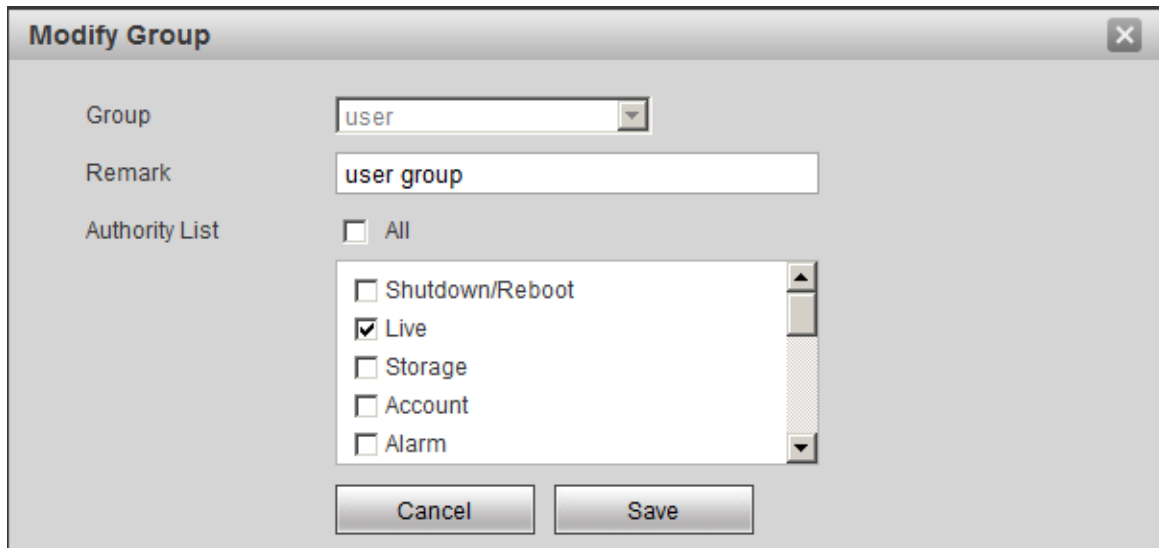 Modify Group
Group user
Remark user group
Authority List All
Shutdown/Reboot
Live
Storage
Account
Alarm
Cancel Save